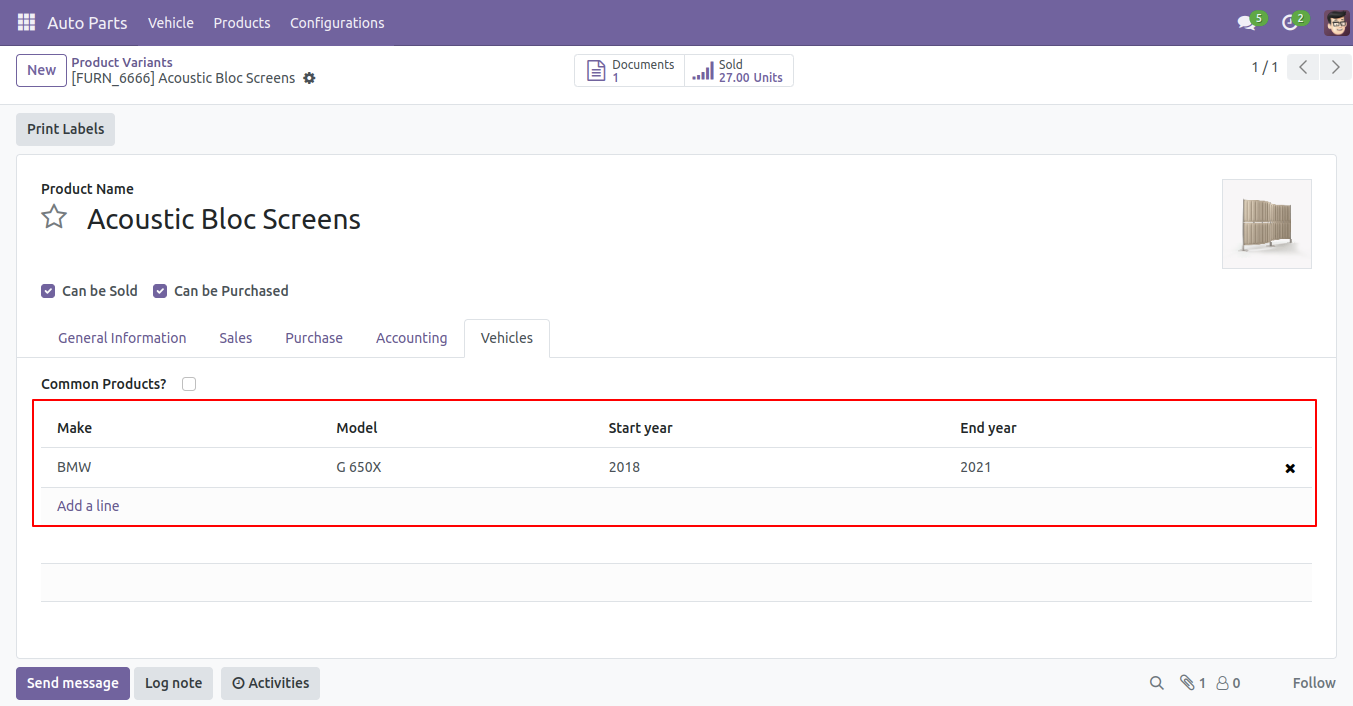 Auto Parts Vehicle Products Configurations 5 2
New Product Variants Documents Sold 1 / 1
[FURN_6666] Acoustic Bloc Screens 1 27.00 Units
Print Labels
Product Name
Acoustic Bloc Screens
Can be Sold Can be Purchased
General Information Sales Purchase Accounting Vehicles
Common Products?
Make Model Start year End year
BMW G 650X 2018 2021
Add a line
Send message Log note Activities 1 0 Follow